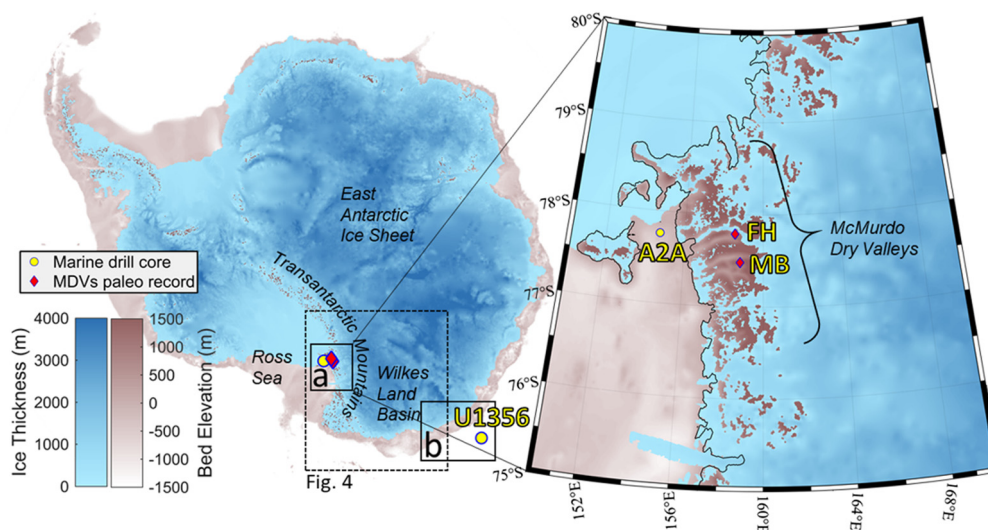 East
Antarctic
Ice Sheet
Marine drill core
MDVs paleo record
Transantarctic
Mountains
4000
3000
2000
1000
0
Ice Thickness (m)
1500
1000
500
0
-500
-1000
-1500
Bed Elevation (m)
Ross
Sea
a
Wilkes
Land
Basin
U1356
b
Fig. 4
80°S
79°S
78°S
77°S
76°S
75°S
FH
A2A
MB
McMurdo
Dry Valleys
152°E
156°E
160°E
164°E
168°E